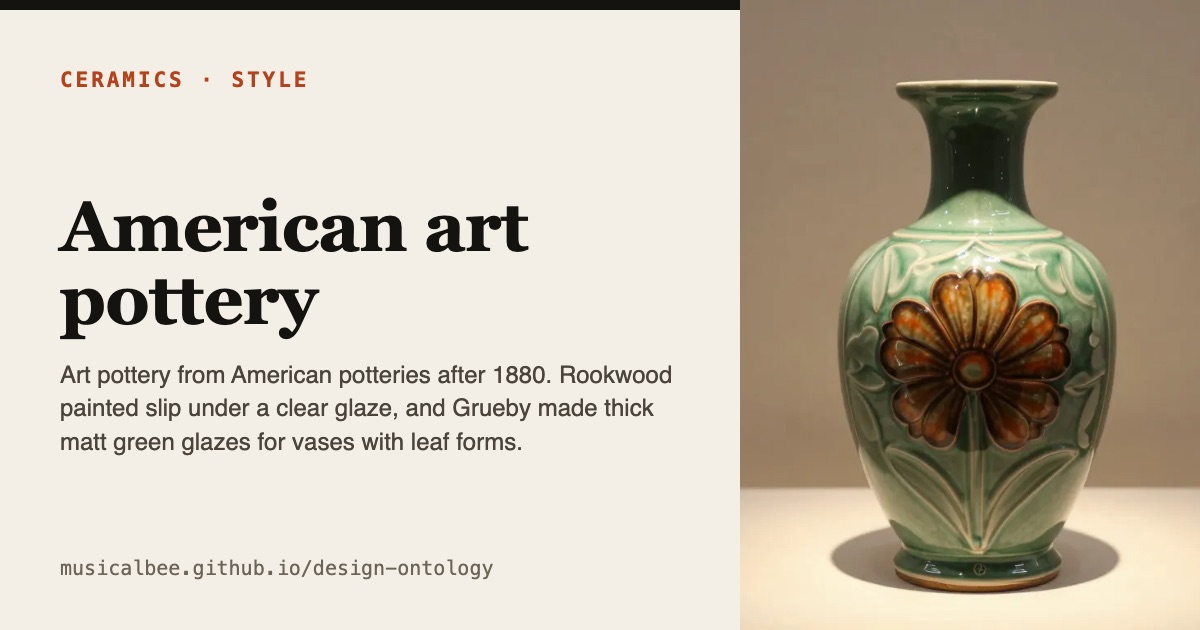 CERAMICS · STYLE
American art
pottery
Art pottery from American potteries after 1880. Rookwood
painted slip under a clear glaze, and Grueby made thick
matt green glazes for vases with leaf forms.
musicalbee.github.io/design-ontology